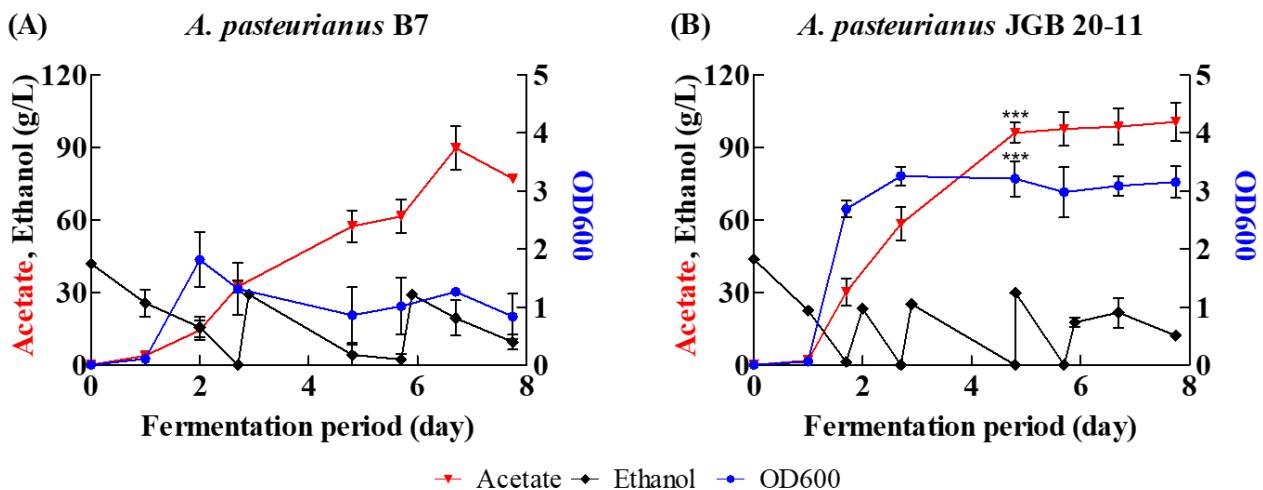 (A) A. pasteurianus B7
(B) A. pasteurianus JGB 20-11
Acetate, Ethanol (g/L)
120
90
60
30
0
5
4
3
2
1
0
OD600
0 2 4 6 8
Fermentation period (day)
Acetate, Ethanol (g/L)
120
90
60
30
0
***
***
5
4
3
2
1
0
OD600
0 2 4 6 8
Fermentation period (day)
Acetate Ethanol OD600